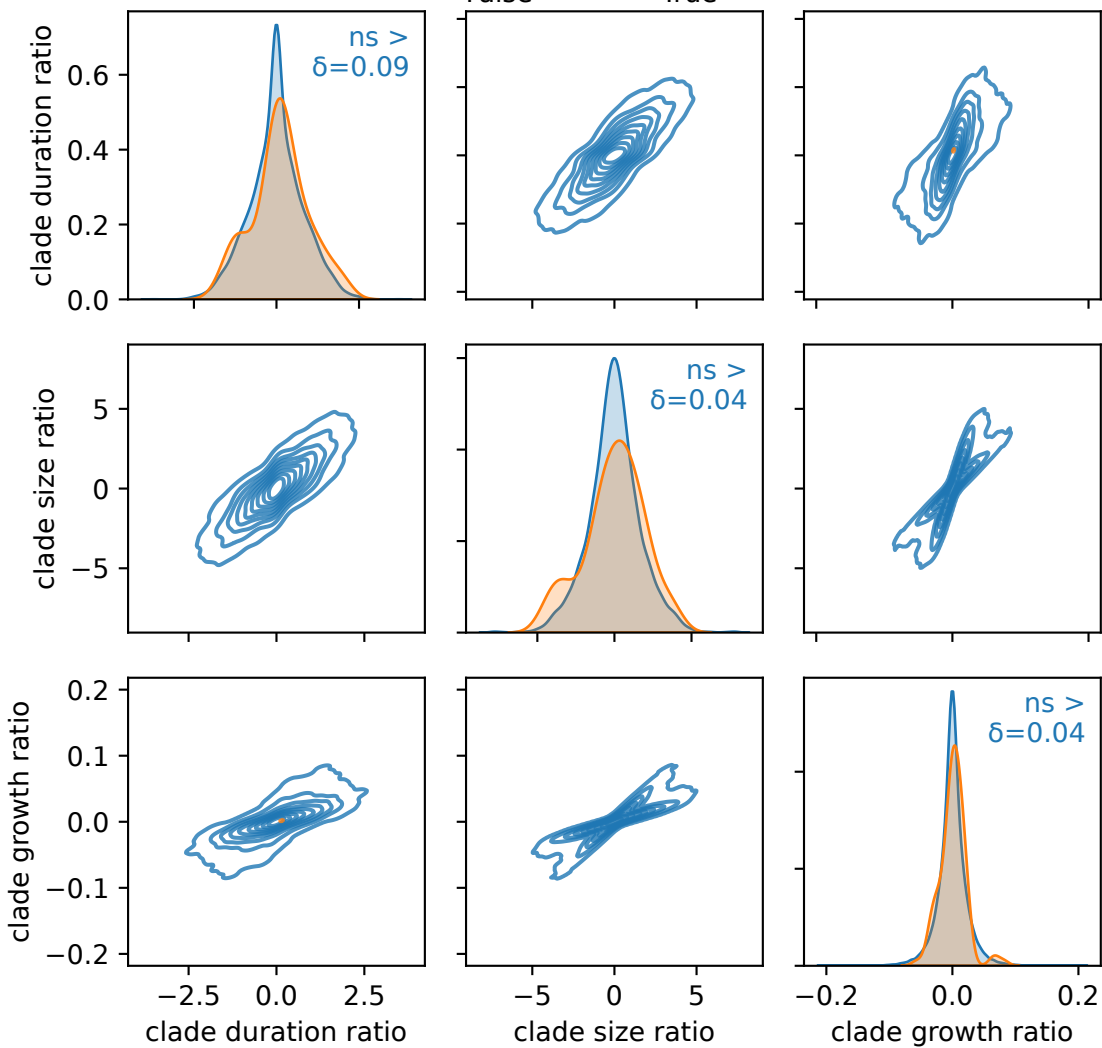 True
clade duration ratio
0.6
0.4
0.2
0.0
ns >
δ=0.09
clade size ratio
5
0
−5
ns >
δ=0.04
clade growth ratio
0.2
0.1
0.0
−0.1
−0.2
ns >
δ=0.04
−2.5 0.0 2.5
−5 0 5
−0.2 0.0 0.2
clade duration ratio
clade size ratio
clade growth ratio